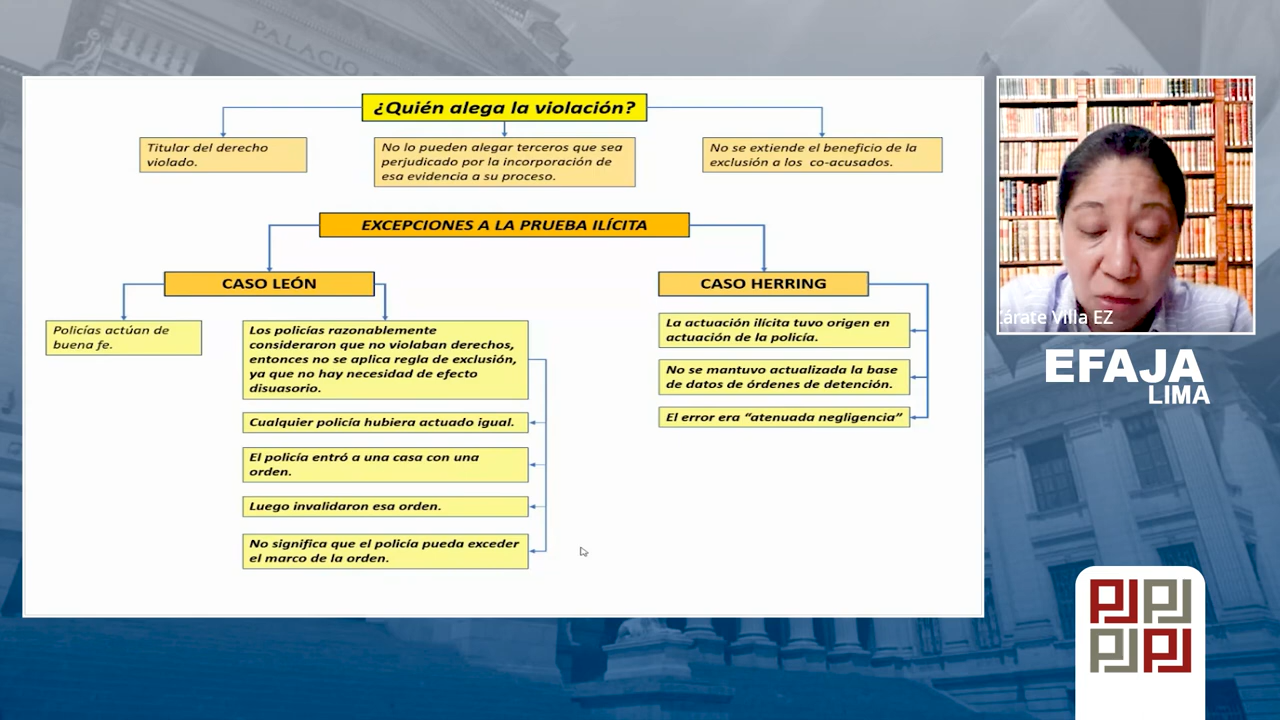 PALACIO
¿Quién alega la violación?
Titular del derecho
violado.
No lo pueden alegar terceros que sea
perjudicado por la incorporación de
esa evidencia a su proceso.
No se extiende el beneficio de la
exclusión a los co-acusados.
EXCEPCIONES A LA PRUEBA ILÍCITA
CASO LEÓN
CASO HERRING
Policías actúan de
buena fe.
Los policías razonablemente
consideraron que no violaban derechos,
entonces no se aplica regla de exclusión,
ya que no hay necesidad de efecto
disuasorio.
Cualquier policía hubiera actuado igual.
El policía entró a una casa con una
orden.
Luego invalidaron esa orden.
No significa que el policía pueda exceder
el marco de la orden.
La actuación ilícita tuvo origen en
actuación de la policía.
No se mantuvo actualizada la base
de datos de órdenes de detención.
El error era “atenuada negligencia”
Villa EZ
EFAJA
LIMA
PJ PJ
PJ PJ